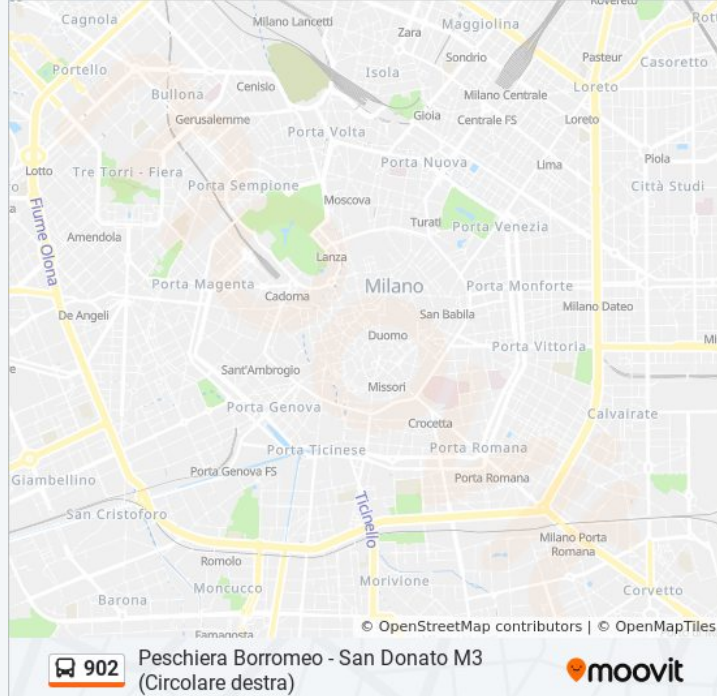 Cagnola
Milano Lancetti
Maggiolina
Rovereto
Zara
Sondrio
Pasteur
Casoretto
Portello
Isola
Bullona
Cenisio
Milano Centrale
Loreto
Gerusalemme
Gioia
Centrale FS
Loreto
Porta Volta
Lotto
Tre Torri - Fiera
Porta Nuova
Lima
Piola
Porta Sempione
Città Studi
Moscova
Turati
Porta Venezia
Fiume Olona
Amendola
Lanza
Porta Magenta
Milano
Porta Monforte
Cadorna
San Babila
Milano Dateo
De Angeli
Duomo
Porta Vittoria
Sant'Ambrogio
Missori
Porta Genova
Crocetta
Calvairate
Porta Ticinese
Porta Romana
Giambellino
Porta Genova FS
Porta Romana
San Cristoforo
Ticinello
Milano Porta
Romana
Romolo
Moncucco
Morivione
Corvetto
Barona
Famagosta
© OpenStreetMap contributors | © OpenMapTiles
902
Peschiera Borromeo - San Donato M3
(Circolare destra)
moovit